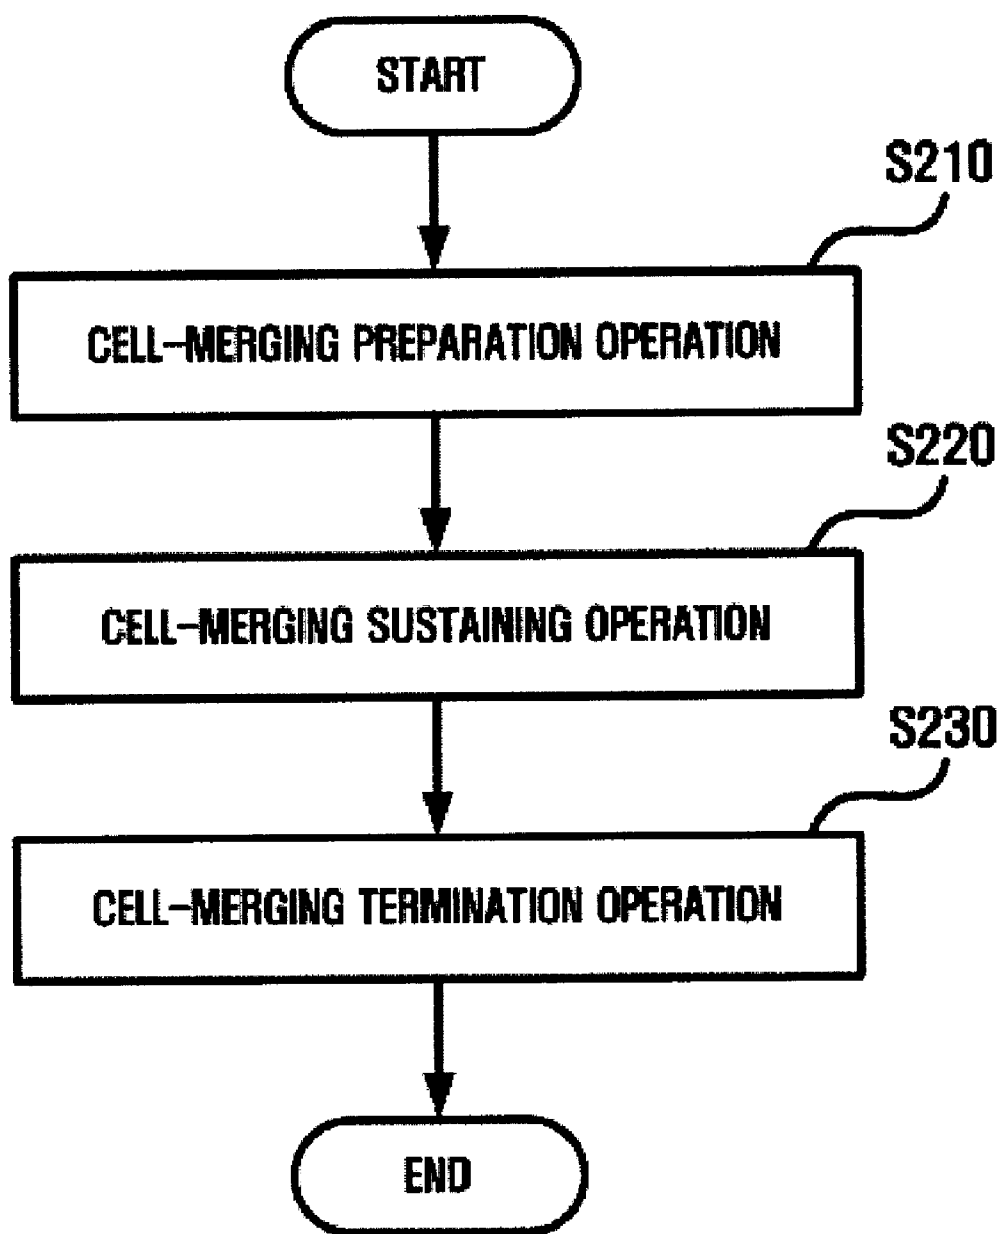 START
S210
CELL-MERGING PREPARATION OPERATION
S220
CELL-MERGING SUSTAINING OPERATION
S230
CELL-MERGING TERMINATION OPERATION
END